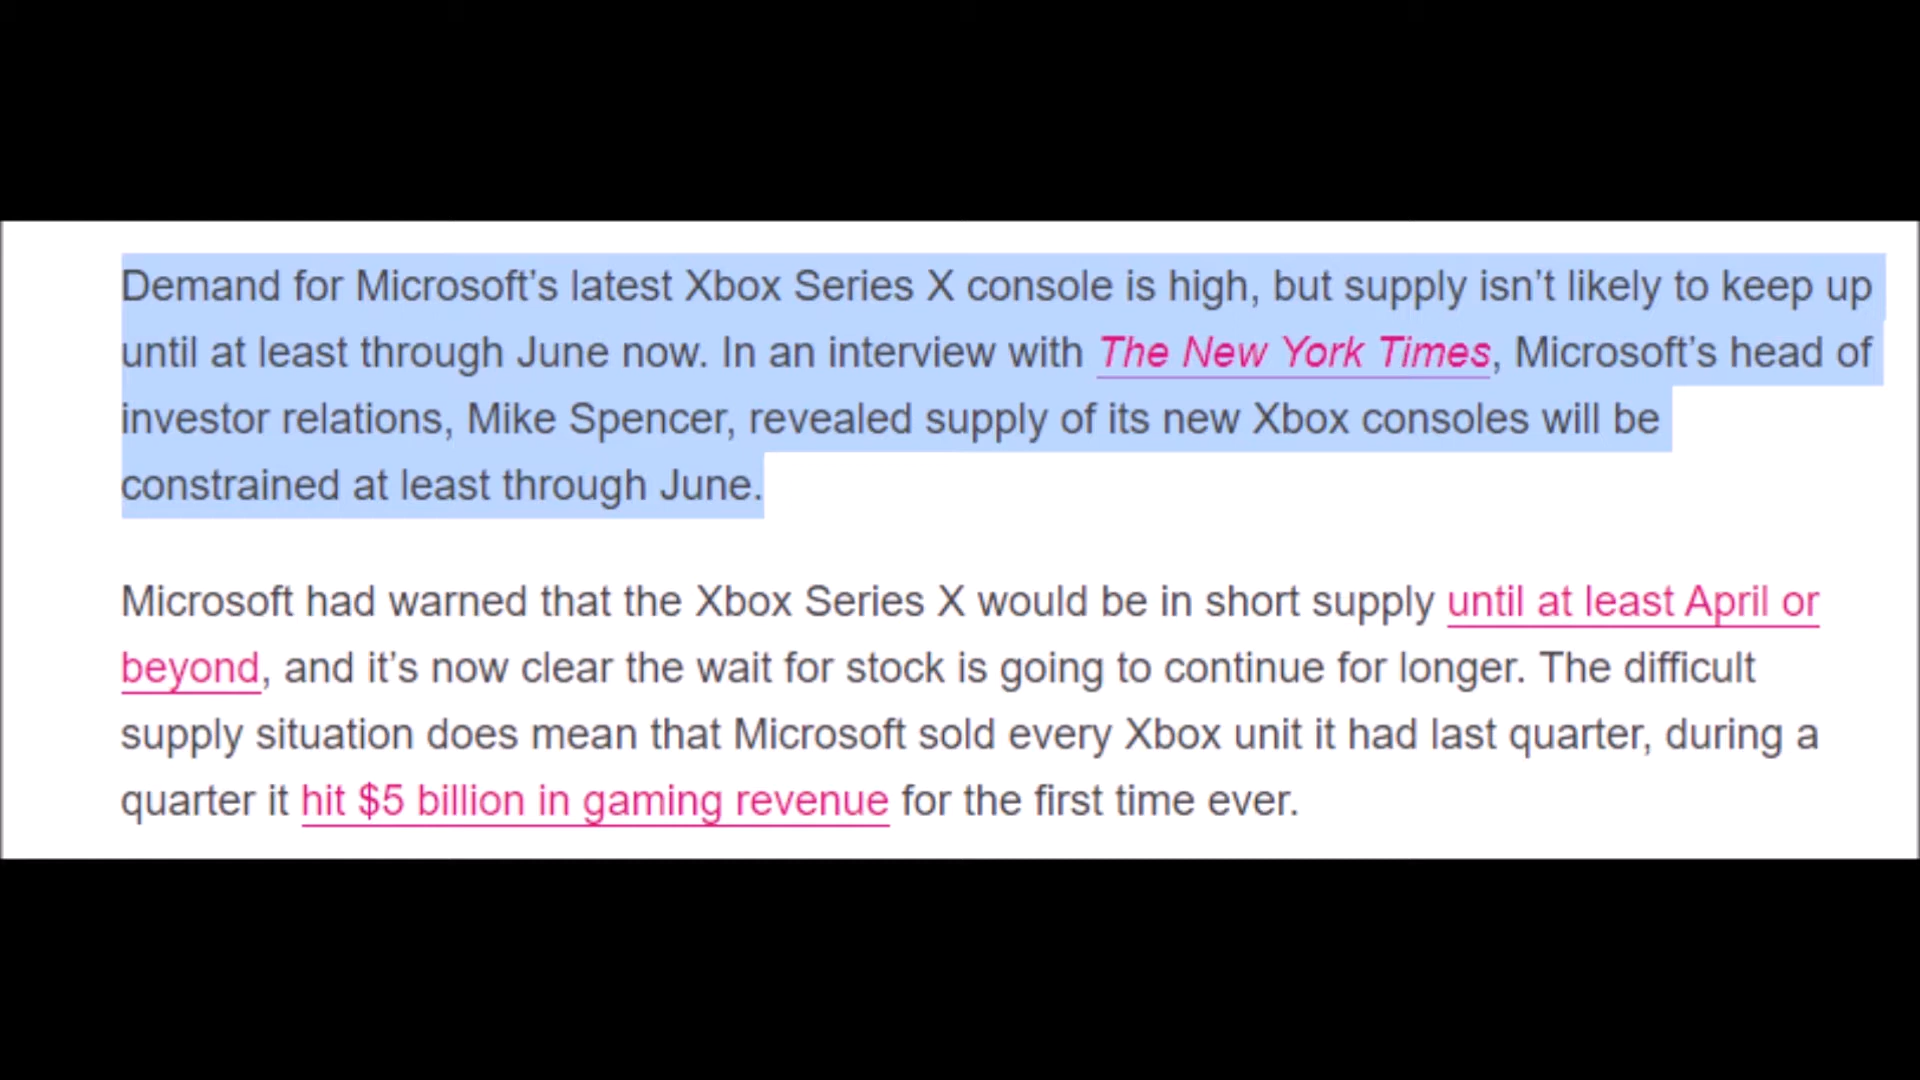 Demand for Microsoft’s latest Xbox Series X console is high, but supply isn’t likely to keep up
until at least through June now. In an interview with The New York Times, Microsoft’s head of
investor relations, Mike Spencer, revealed supply of its new Xbox consoles will be
constrained at least through June.
Microsoft had warned that the Xbox Series X would be in short supply until at least April or
beyond, and it’s now clear the wait for stock is going to continue for longer. The difficult
supply situation does mean that Microsoft sold every Xbox unit it had last quarter, during a
quarter it hit $5 billion in gaming revenue for the first time ever.